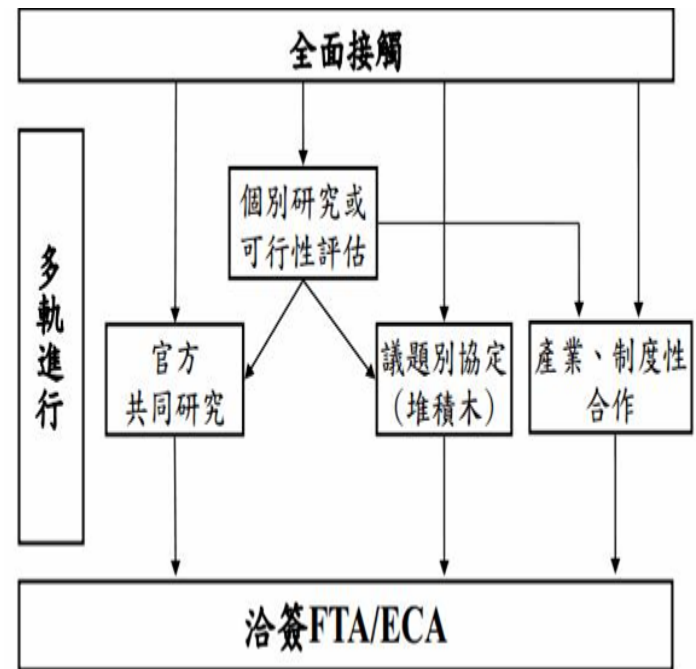 全面接觸
多軌進行
個別研究或
可行性評估
官方
共同研究
議題別協定
（堆積木）
產業、制度性
合作
洽簽FTA/ECA